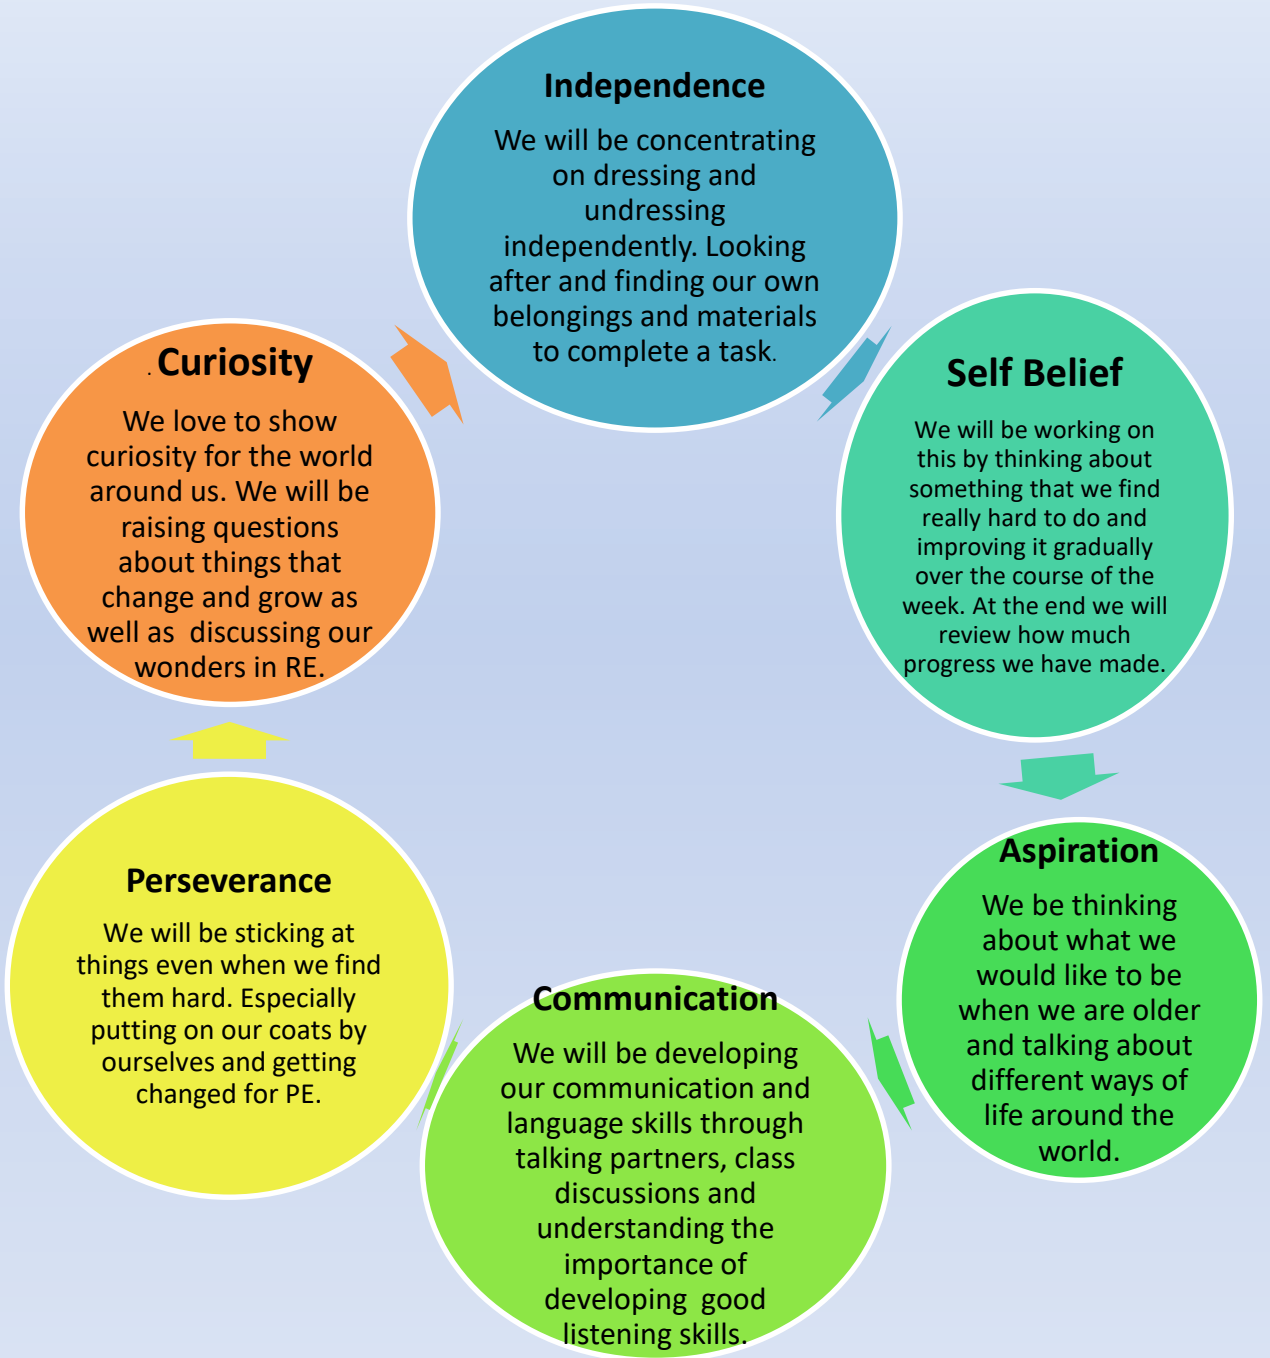 Independence
We will be concentrating
on dressing and
undressing
independently. Looking
after and finding our own
belongings and materials
to complete a task.
Self Belief
We will be working on
this by thinking about
something that we find
really hard to do and
improving it gradually
over the course of the
week. At the end we will
review how much
progress we have made.
Aspiration
We be thinking
about what we
would like to be
when we are older
and talking about
different ways of
life around the
world.
Communication
We will be developing
our communication and
language skills through
talking partners, class
discussions and
understanding the
importance of
developing  good
listening skills.
Perseverance
We will be sticking at
things even when we find
them hard. Especially
putting on our coats by
ourselves and getting
changed for PE.
. Curiosity
We love to show
curiosity for the world
around us. We will be
raising questions
about things that
change and grow as
well as  discussing our
wonders in RE.